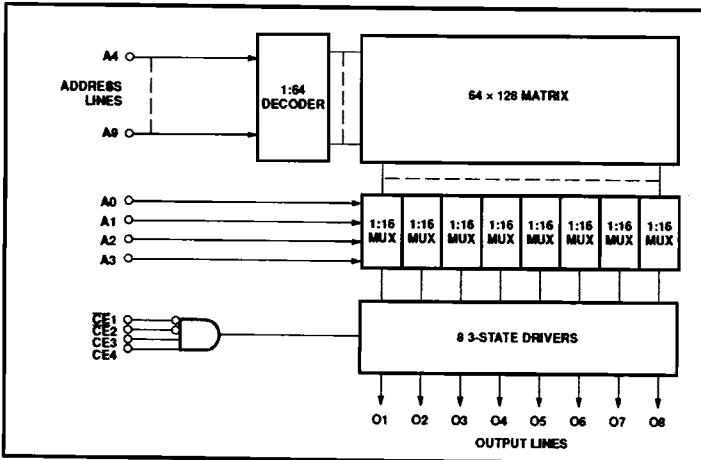 A4
ADDRESS
LINES
A9
1:64
DECODER
64 × 128 MATRIX
A0
A1
A2
A3
1:16
MUX
1:16
MUX
1:16
MUX
1:16
MUX
1:16
MUX
1:16
MUX
1:16
MUX
1:16
MUX
C̅E̅1
C̅E̅2
CE3
CE4
8 3-STATE DRIVERS
O1 O2 O3 O4 O5 O6 O7 O8
OUTPUT LINES